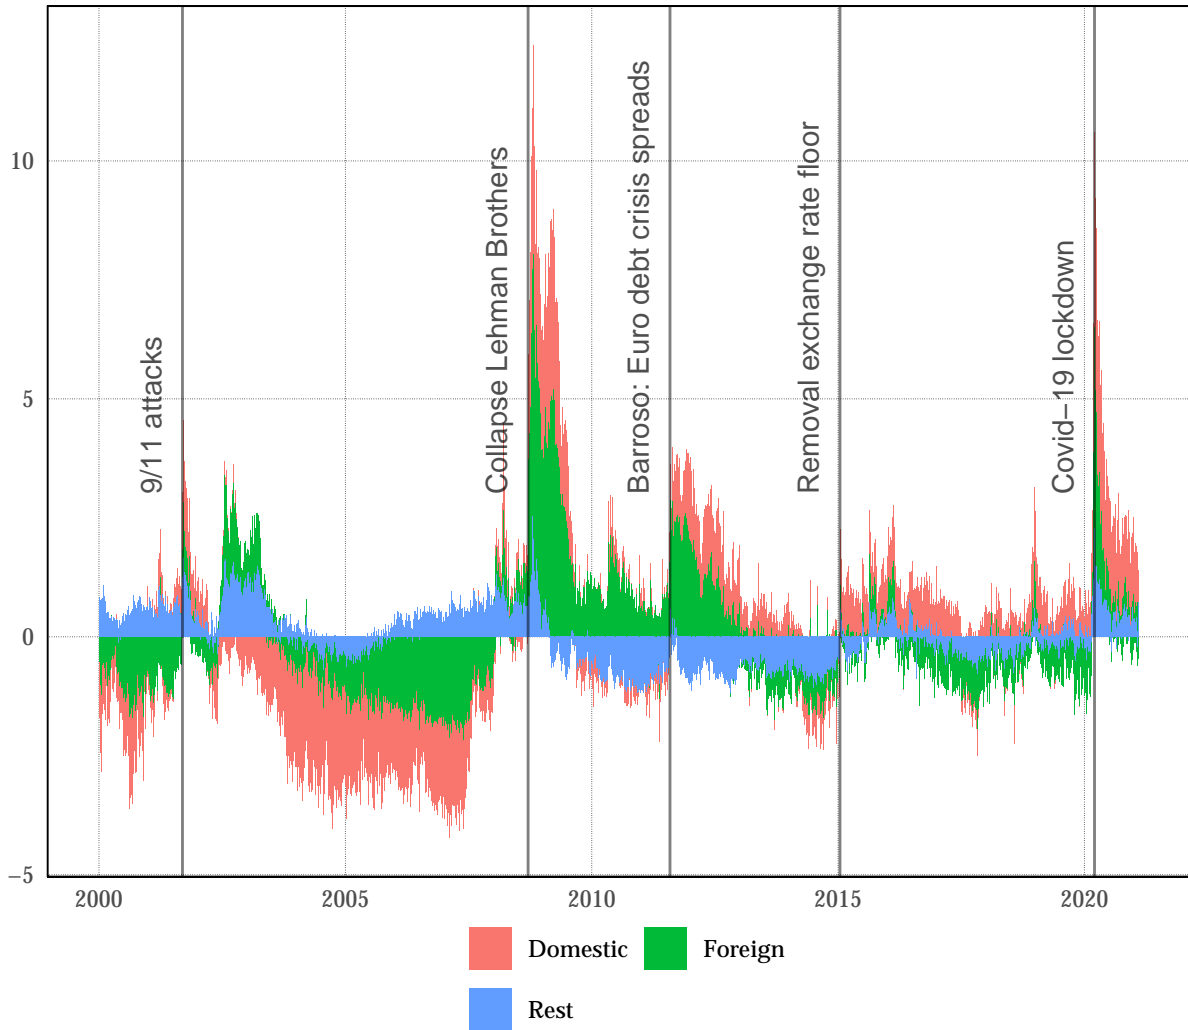 10
5
0
−5
9/11 attacks
Collapse Lehman Brothers
Barroso: Euro debt crisis spreads
Removal exchange rate floor
Covid−19 lockdown
2000
2005
2010
2015
2020
Domestic
Foreign
Rest